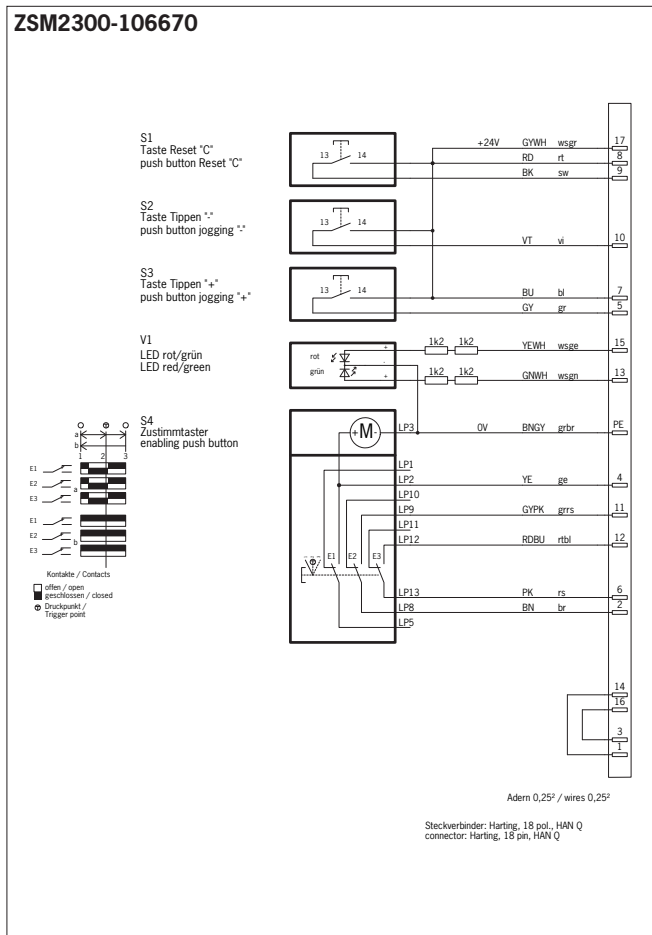 ZSM2300-106670
S1
Taste Reset "C"
push button Reset "C"
13 14
+24V GYWH wsgr 17
RD rt 8
BK sw 9
S2
Taste Tippen "-"
push button jogging "-"
13 14
VT vi 10
S3
Taste Tippen "+"
push button jogging "+"
13 14
BU bl 7
GY gr 5
V1
LED rot/grün
LED red/green
rot
grün
+
-
+
1k2 1k2 YEWH wsge 15
1k2 1k2 GNWH wsgn 13
S4
Zustimmtaster
enabling push button
+M-
LP3 0V BNGY grbr PE
LP1
LP2 YE ge 4
LP10
LP9 GYPK grrs 11
LP11
LP12 RDBU rtbl 12
E1 E2 E3
LP13 PK rs 6
LP8 BN br 2
LP5
a
b
1 2 3
E1
E2
a
E3
E1
E2
b
E3
Kontakte / Contacts
offen / open
geschlossen / closed
Druckpunkt /
Trigger point
14
16
3
1
Adern 0,25² / wires 0,25²
Steckverbinder: Harting, 18 pol., HAN Q
connector: Harting, 18 pin, HAN Q